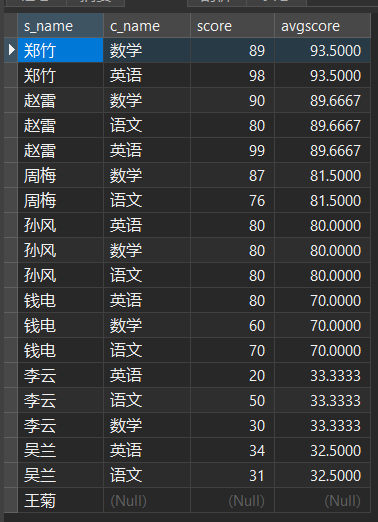 s_name c_name score avgscore
郑竹 数学 89 93.5000
郑竹 英语 98 93.5000
赵雷 数学 90 89.6667
赵雷 语文 80 89.6667
赵雷 英语 99 89.6667
周梅 数学 87 81.5000
周梅 语文 76 81.5000
孙风 英语 80 80.0000
孙风 数学 80 80.0000
孙风 语文 80 80.0000
钱电 英语 80 70.0000
钱电 数学 60 70.0000
钱电 语文 70 70.0000
李云 英语 20 33.3333
李云 语文 50 33.3333
李云 数学 30 33.3333
吴兰 英语 34 32.5000
吴兰 语文 31 32.5000
王菊 (Null) (Null) (Null)